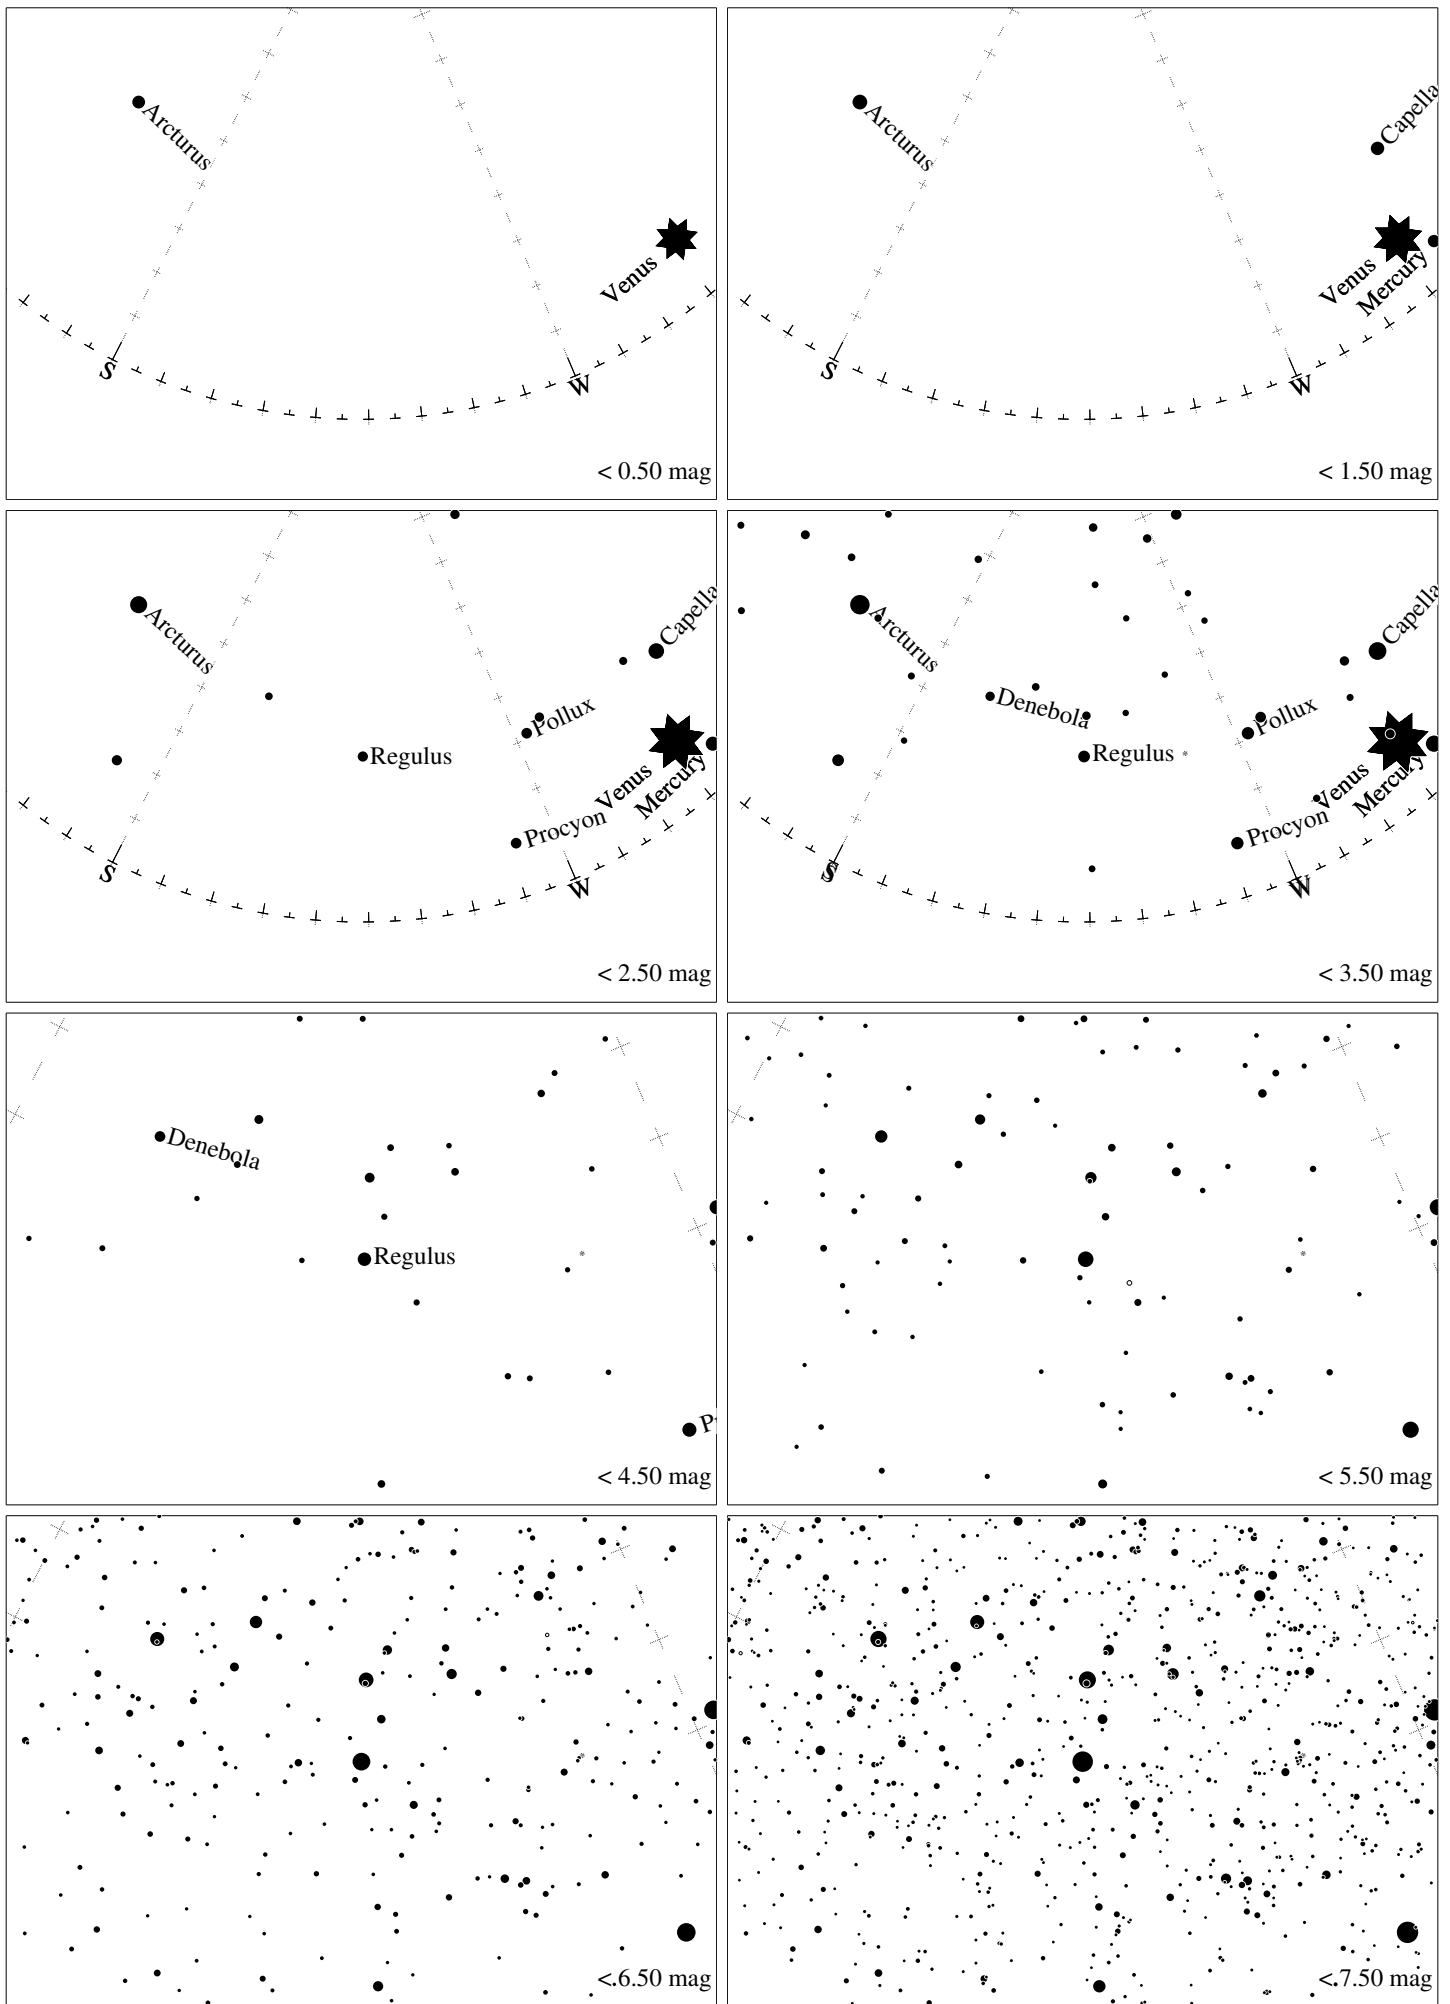 Arcturus
Venus
S
W
< 0.50 mag
Capella
Arcturus
Venus
Mercury
S
W
< 1.50 mag
Arcturus
Capella
Pollux
Regulus
Venus
Mercury
Procyon
S
W
< 2.50 mag
Arcturus
Capella
Denebola
Pollux
Regulus
Venus
Mercury
Procyon
S
W
< 3.50 mag
Denebola
Regulus
P
< 4.50 mag
< 5.50 mag
< 6.50 mag
< 7.50 mag